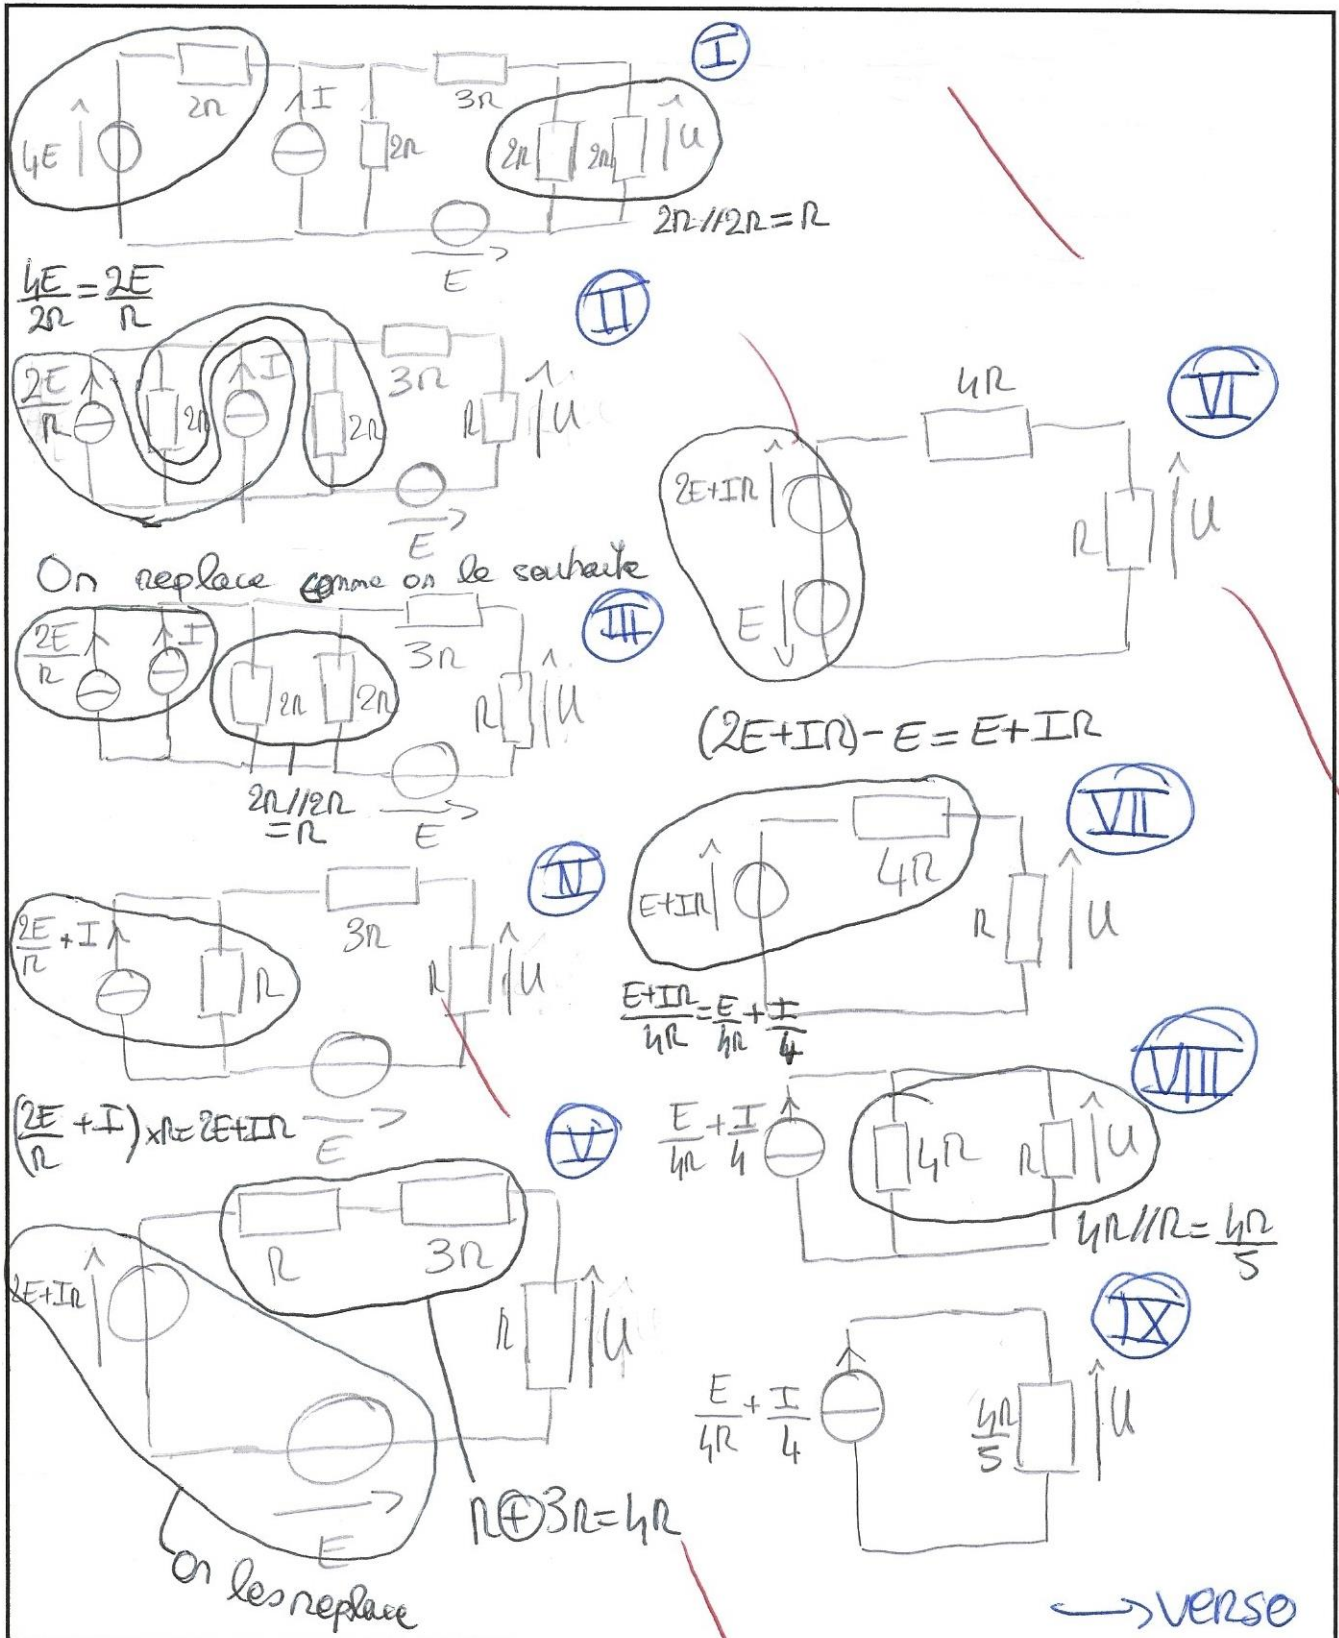 I
2R
I
3R
4E
2R
2R
2R
U
2R//2R=R
E
4E/2R=2E/R
II
2E/R
2R
I
2R
3R
R
U
E
On replace comme on le souhaite
III
2E/R
I
2R
2R
3R
R
U
2R//2R
=R
E
IV
2E/R+I
R
3R
R
U
E
(2E/R+I)×R=2E+IR
V
2E+IR
R
3R
R
U
E
R⊕3R=4R
On les replace
VI
4R
2E+IR
E
R
U
(2E+IR)-E=E+IR
VII
E+IR
4R
R
U
E+IR/4R=E/4R+I/4
VIII
E/4R+I/4
4R
R
U
4R//R=4R/5
IX
E/4R+I/4
4R/5
U
→VERSO